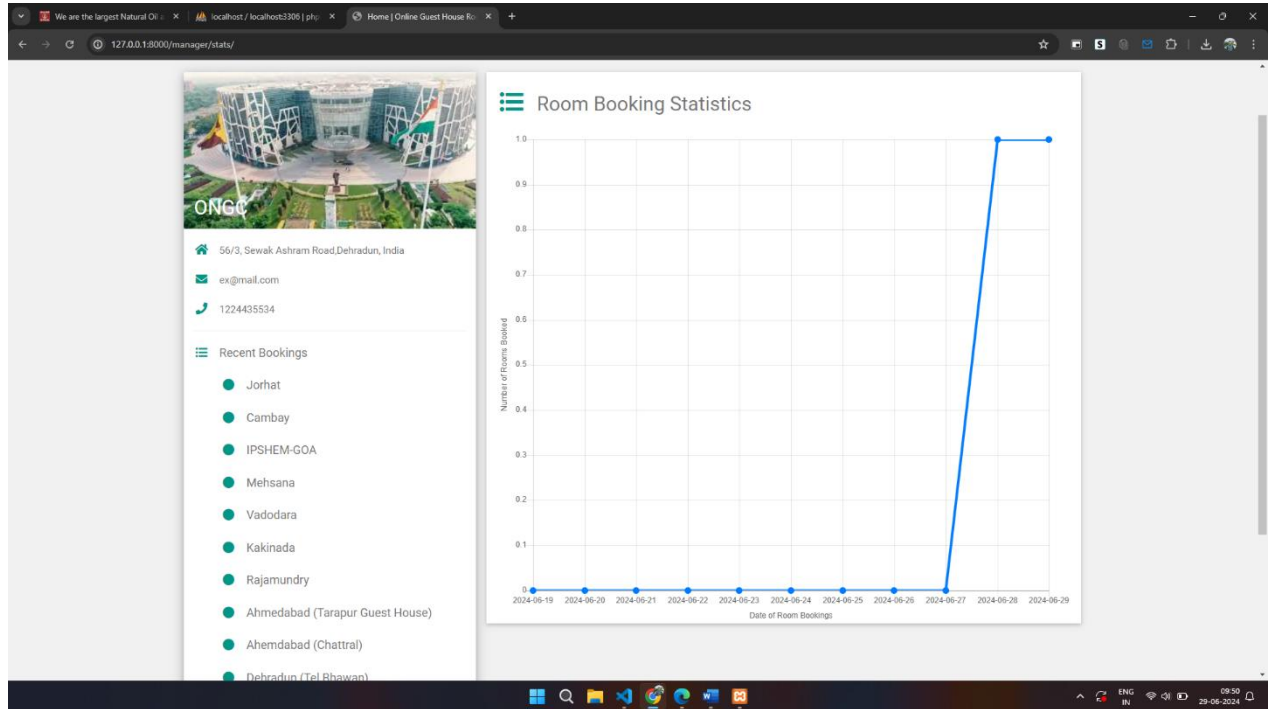 We are the largest Natural Oil a
localhost / localhost:3306 | php
Home | Online Guest House Ro
127.0.0.1:8000/manager/stats/
ONGC
56/3, Sewak Ashram Road,Dehradun, India
ex@mail.com
1224435534
Recent Bookings
Jorhat
Cambay
IPSHEM-GOA
Mehsana
Vadodara
Kakinada
Rajamundry
Ahmedabad (Tarapur Guest House)
Ahemdabad (Chattral)
Dehradun (Tel Bhawan)
Room Booking Statistics
1.0
0.9
0.8
0.7
0.6
0.5
0.4
0.3
0.2
0.1
0
Number of Rooms Booked
2024-06-19 2024-06-20 2024-06-21 2024-06-22 2024-06-23 2024-06-24 2024-06-25 2024-06-26 2024-06-27 2024-06-28 2024-06-29
Date of Room Bookings
ENG
IN
09:50
29-06-2024